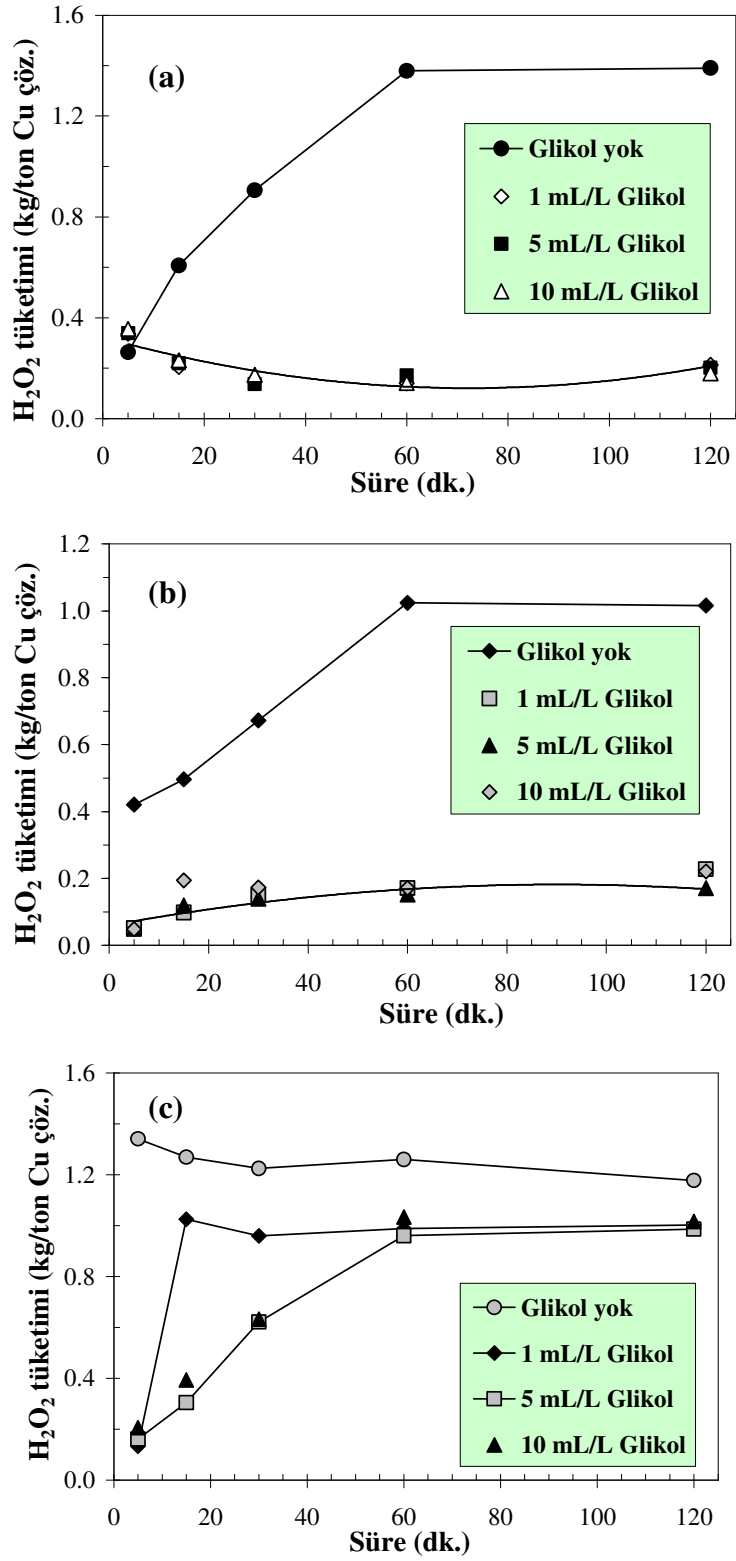 H₂O₂ tüketimi (kg/ton Cu çöz.)
1.6
1.2
0.8
0.4
0.0
(a)
Glikol yok
1 mL/L Glikol
5 mL/L Glikol
10 mL/L Glikol
0 20 40 60 80 100 120
Süre (dk.)
H₂O₂ tüketimi (kg/ton Cu çöz.)
1.2
1.0
0.8
0.6
0.4
0.2
0.0
(b)
Glikol yok
1 mL/L Glikol
5 mL/L Glikol
10 mL/L Glikol
0 20 40 60 80 100 120
Süre (dk.)
H₂O₂ tüketimi (kg/ton Cu çöz.)
1.6
1.2
0.8
0.4
0.0
(c)
Glikol yok
1 mL/L Glikol
5 mL/L Glikol
10 mL/L Glikol
0 20 40 60 80 100 120
Süre (dk.)